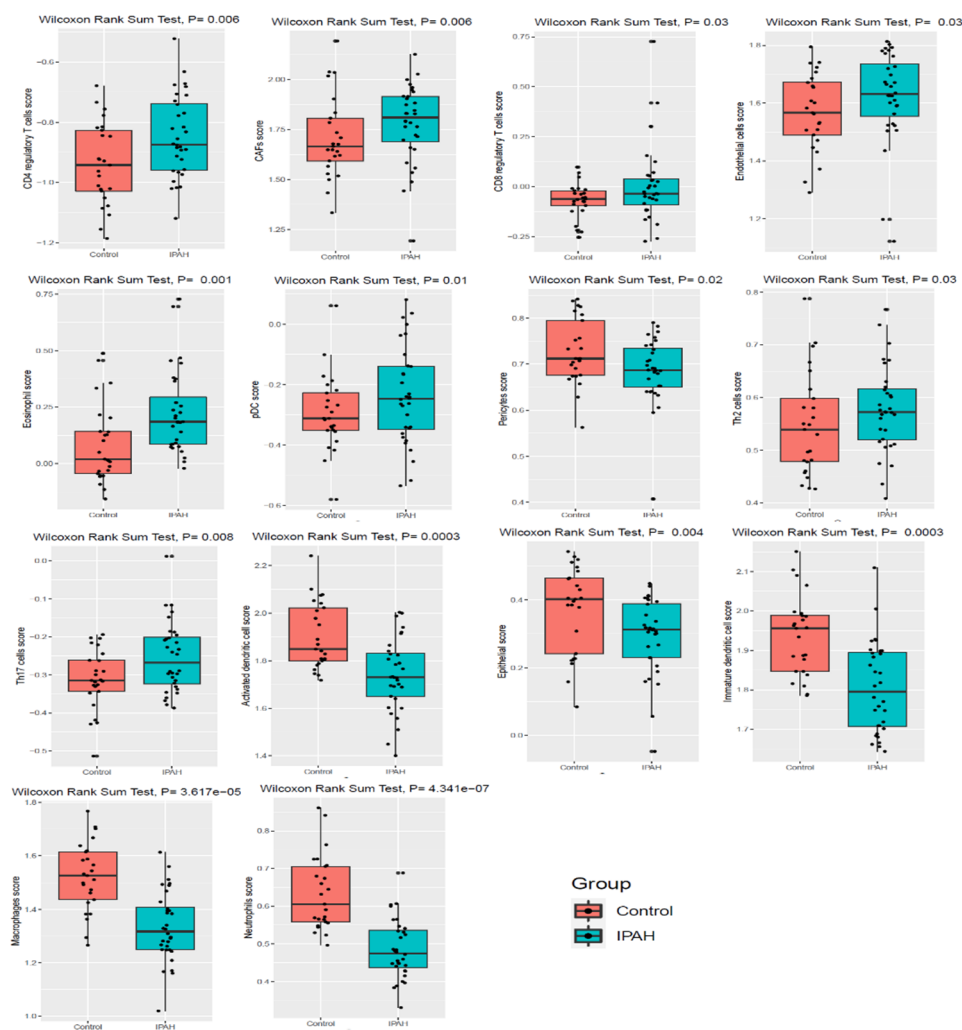 Wilcoxon Rank Sum Test, P= 0.006
CD4 regulatory T cells score
−0.6
−0.8
−1.0
−1.2
Control
IPAH
Wilcoxon Rank Sum Test, P= 0.006
CAFs score
2.00
1.75
1.50
1.25
Control
IPAH
Wilcoxon Rank Sum Test, P= 0.03
CD8 regulatory T cells score
0.75
0.50
0.25
0.00
−0.25
Control
IPAH
Wilcoxon Rank Sum Test, P= 0.03
Endothelial cells score
1.8
1.6
1.4
1.2
Control
IPAH
Wilcoxon Rank Sum Test, P= 0.001
Eosinophil score
0.75
0.50
0.25
0.00
Control
IPAH
Wilcoxon Rank Sum Test, P= 0.01
pDC score
0.0
−0.2
−0.4
−0.6
Control
IPAH
Wilcoxon Rank Sum Test, P= 0.02
Pericytes score
0.8
0.7
0.6
0.5
0.4
Control
IPAH
Wilcoxon Rank Sum Test, P= 0.03
Th2 cells score
0.8
0.7
0.6
0.5
0.4
Control
IPAH
Wilcoxon Rank Sum Test, P= 0.008
Th17 cells score
0.0
−0.1
−0.2
−0.3
−0.4
−0.5
Control
IPAH
Wilcoxon Rank Sum Test, P= 0.0003
Activated dendritic cell score
2.2
2.0
1.8
1.6
1.4
Control
IPAH
Wilcoxon Rank Sum Test, P= 0.004
Epithelial score
0.4
0.2
0.0
Control
IPAH
Wilcoxon Rank Sum Test, P= 0.0003
Immature dendritic cell score
2.1
2.0
1.9
1.8
1.7
Control
IPAH
Wilcoxon Rank Sum Test, P= 3.617e−05
Macrophages score
1.8
1.6
1.4
1.2
1.0
Control
IPAH
Wilcoxon Rank Sum Test, P= 4.341e−07
Neutrophils score
0.8
0.7
0.6
0.5
0.4
Control
IPAH
Group
Control
IPAH